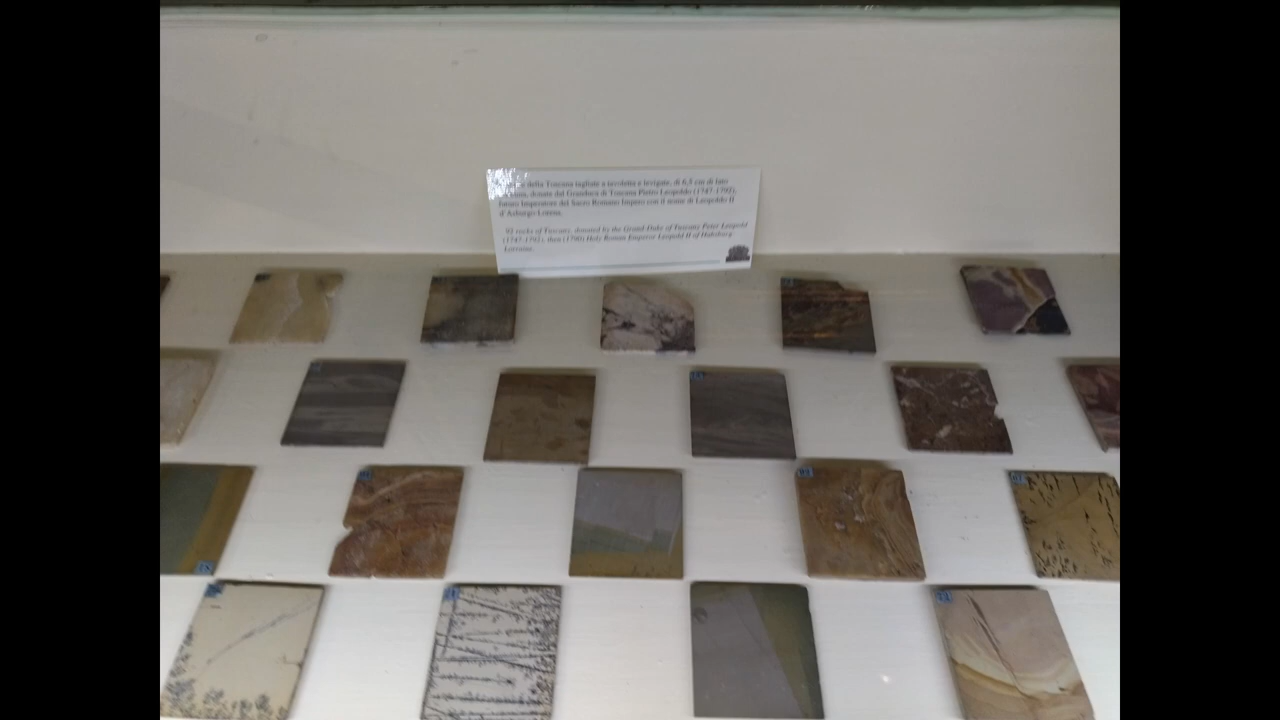 della Toscana tagliate a tavoletta e levigate, di 6,5 cm di lato
donate dal Granduca di Toscana Pietro Leopoldo (1747-1792),
futuro Imperatore del Sacro Romano Impero con il nome di Leopoldo II
d'Asburgo-Lorena.
92 rocks of Tuscany, donated by the Grand-Duke of Tuscany Peter Leopold
(1747-1792), then (1790) Holy Roman Emperor Leopold II of Habsburg-
Lorraine.